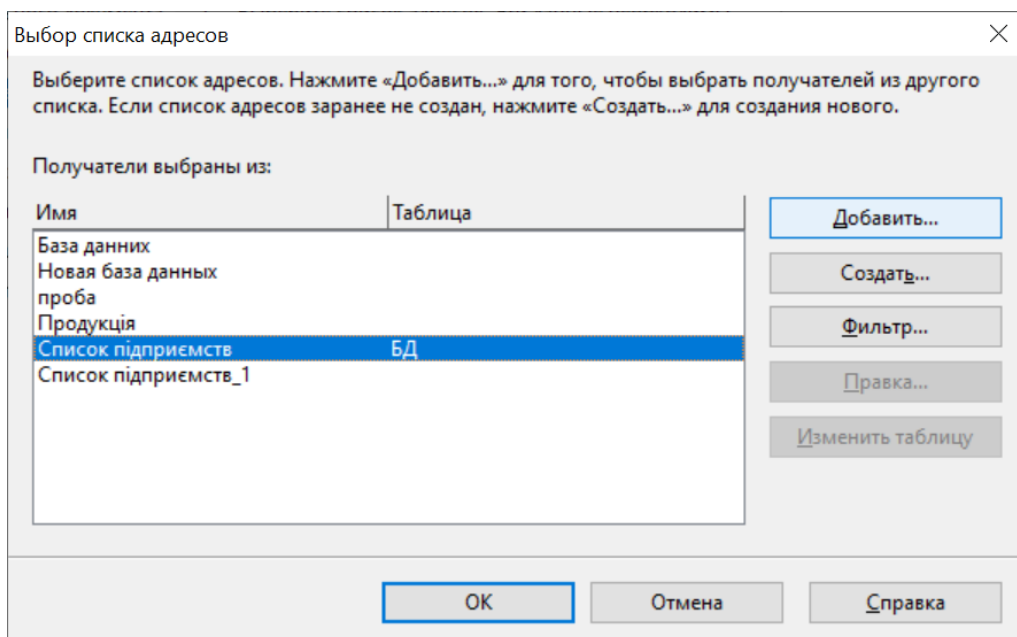 Выбор списка адресов
Выберите список адресов. Нажмите «Добавить...» для того, чтобы выбрать получателей из другого
списка. Если список адресов заранее не создан, нажмите «Создать...» для создания нового.
Получатели выбраны из:
Имя Таблица
База данних
Новая база данных
проба
Продукція
Список підприємств БД
Список підприємств_1
Добавить...
Создать...
Фильтр...
Правка...
Изменить таблицу
ОК Отмена Справка